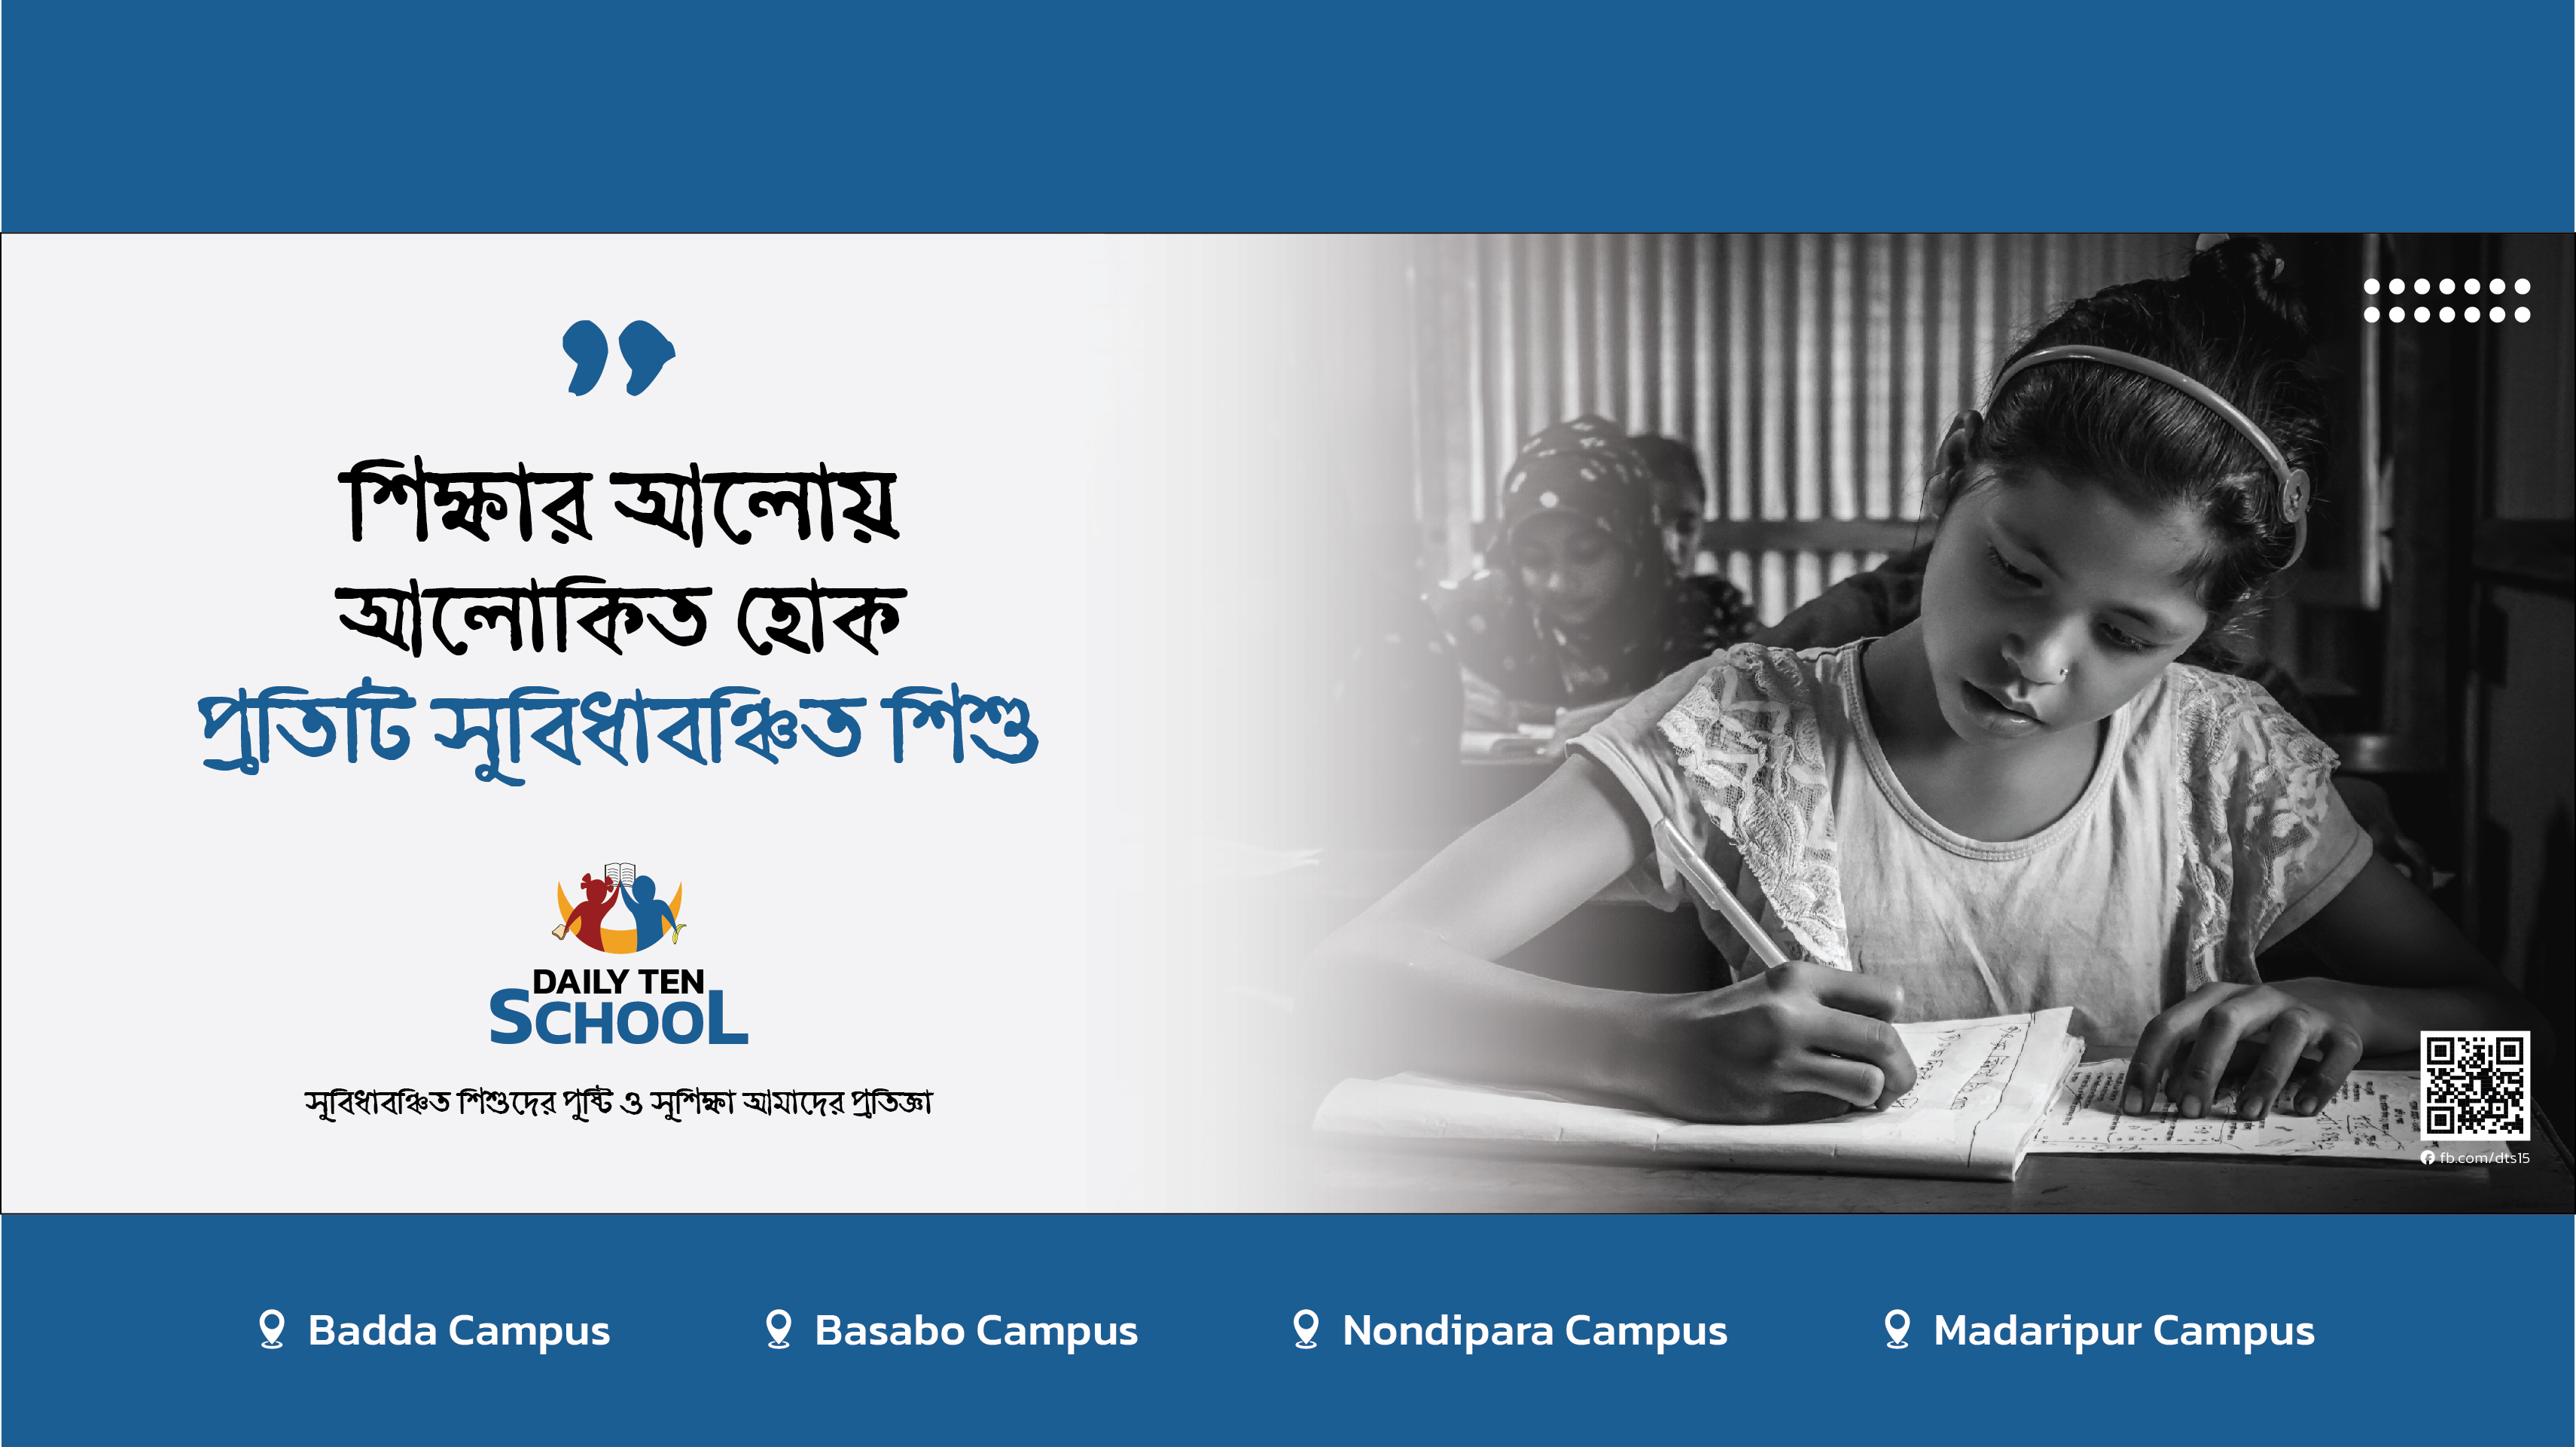 ”
শিক্ষার আলোয়
আলোকিত হোক
প্রতিটি সুবিধাবঞ্চিত শিশু
DAILY TEN
SCHOOL
সুবিধাবঞ্চিত শিশুদের পুষ্টি ও সুশিক্ষা আমাদের প্রতিজ্ঞা
fb.com/dts15
Badda Campus
Basabo Campus
Nondipara Campus
Madaripur Campus